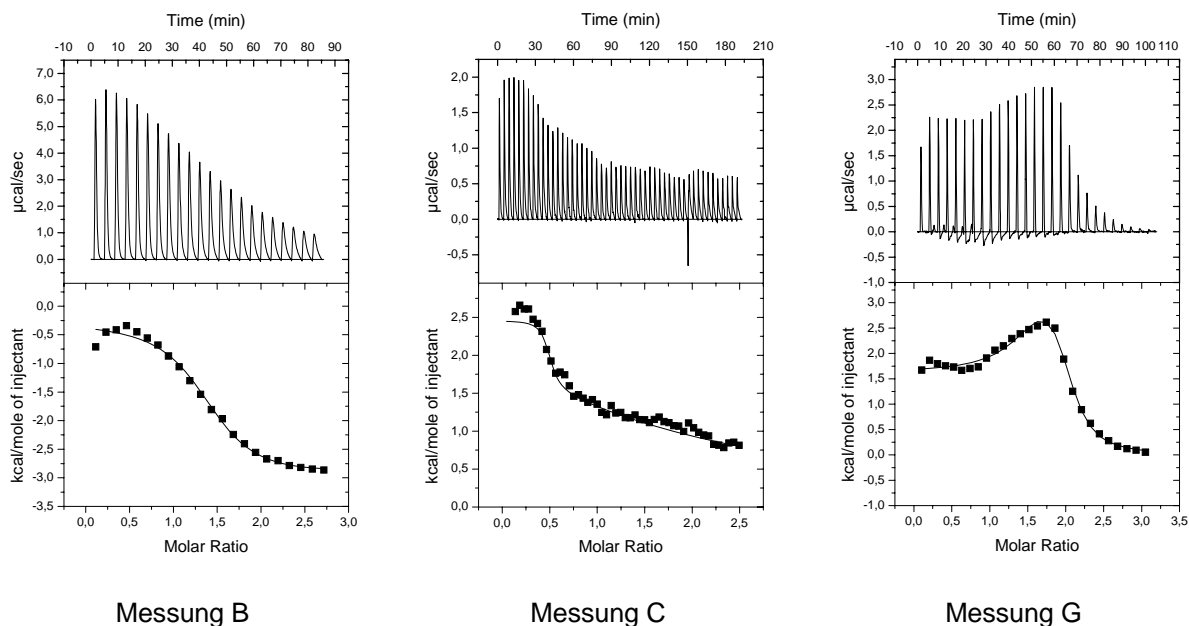 Time (min)
-10 0 10 20 30 40 50 60 70 80 90
7,0
6,0
5,0
4,0
3,0
2,0
1,0
0,0
µcal/sec
0,0
-0,5
-1,0
-1,5
-2,0
-2,5
-3,0
-3,5
kcal/mole of injectant
0,0 0,5 1,0 1,5 2,0 2,5 3,0
Molar Ratio
Messung B
Time (min)
0 30 60 90 120 150 180 210
2,0
1,5
1,0
0,5
0,0
-0,5
µcal/sec
2,5
2,0
1,5
1,0
0,5
0,0
kcal/mole of injectant
0,0 0,5 1,0 1,5 2,0 2,5
Molar Ratio
Messung C
Time (min)
-10 0 10 20 30 40 50 60 70 80 90 100 110
3,0
2,5
2,0
1,5
1,0
0,5
0,0
-0,5
-1,0
µcal/sec
3,0
2,5
2,0
1,5
1,0
0,5
0,0
-0,5
-1,0
kcal/mole of injectant
0,0 0,5 1,0 1,5 2,0 2,5 3,0 3,5
Molar Ratio
Messung G